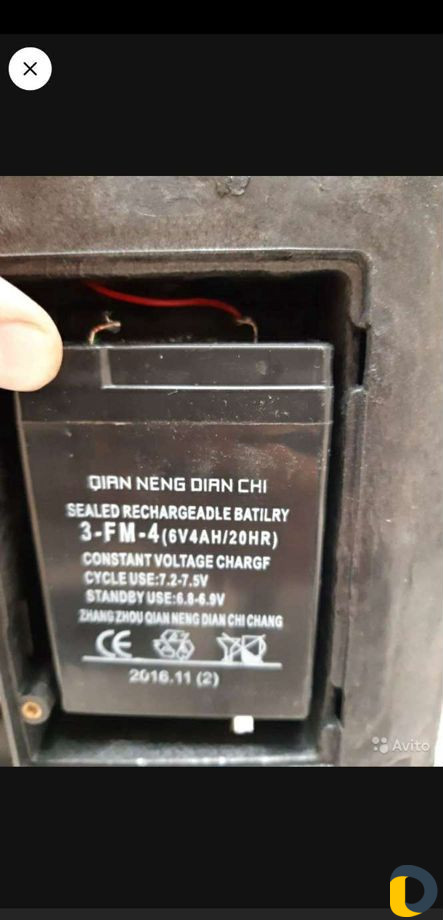 QIAN NENG DIAN CHI
SEALED RECHARGEADLE BATILRY
3-FM-4(6V4AH/20HR)
CONSTANT VOLTAGE CHARGF
CYCLE USE:7.2-7.5V
STANDBY USE:6.8-6.9V
ZHANG ZHOU QIAN NENG DIAN CHI CHANG
CE
2016.11 (2)
Avito